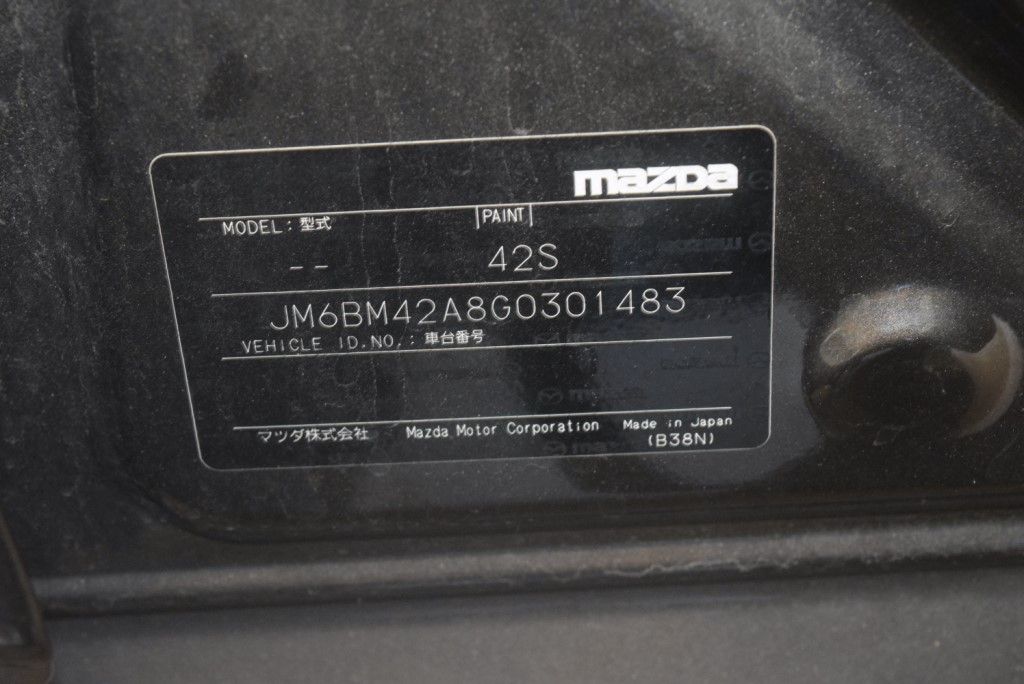 mazda
MODEL: 型式 PAINT
-- 42S
JM6BM42A8G0301483
VEHICLE ID.NO.: 車台番号
マツダ株式会社 Mazda Motor Corporation Made in Japan
(B38N)